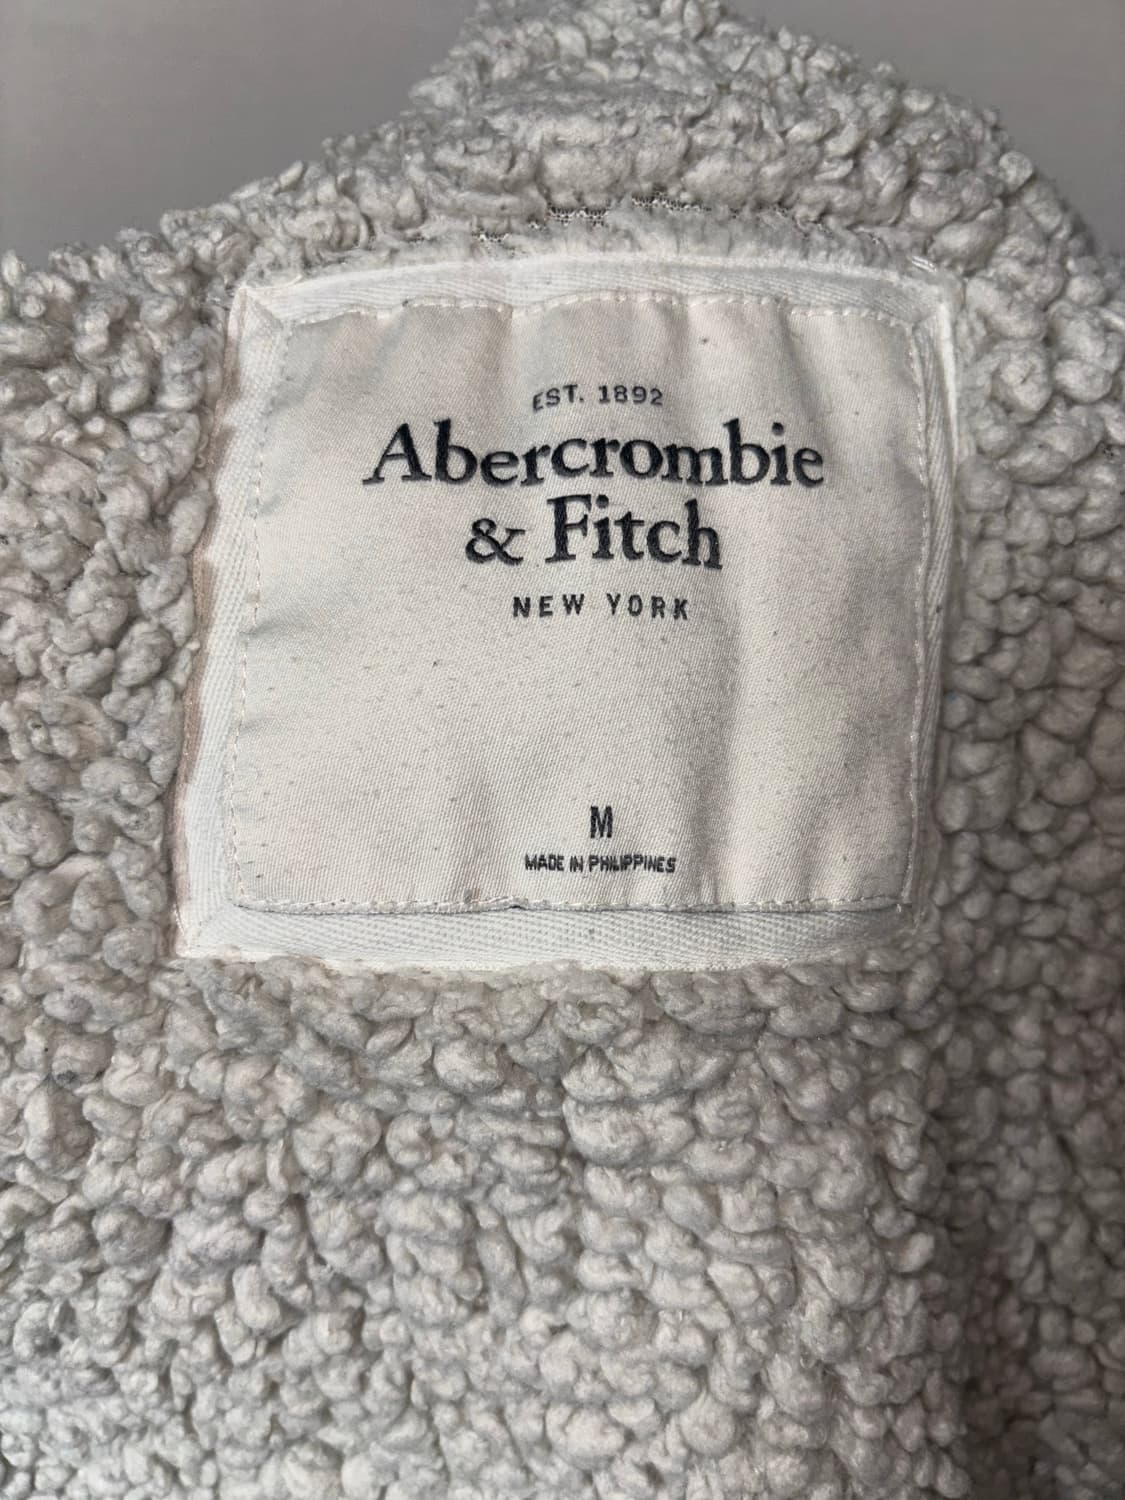 EST. 1892
Abercrombie
& Fitch
NEW YORK
M
MADE IN PHILIPPINES